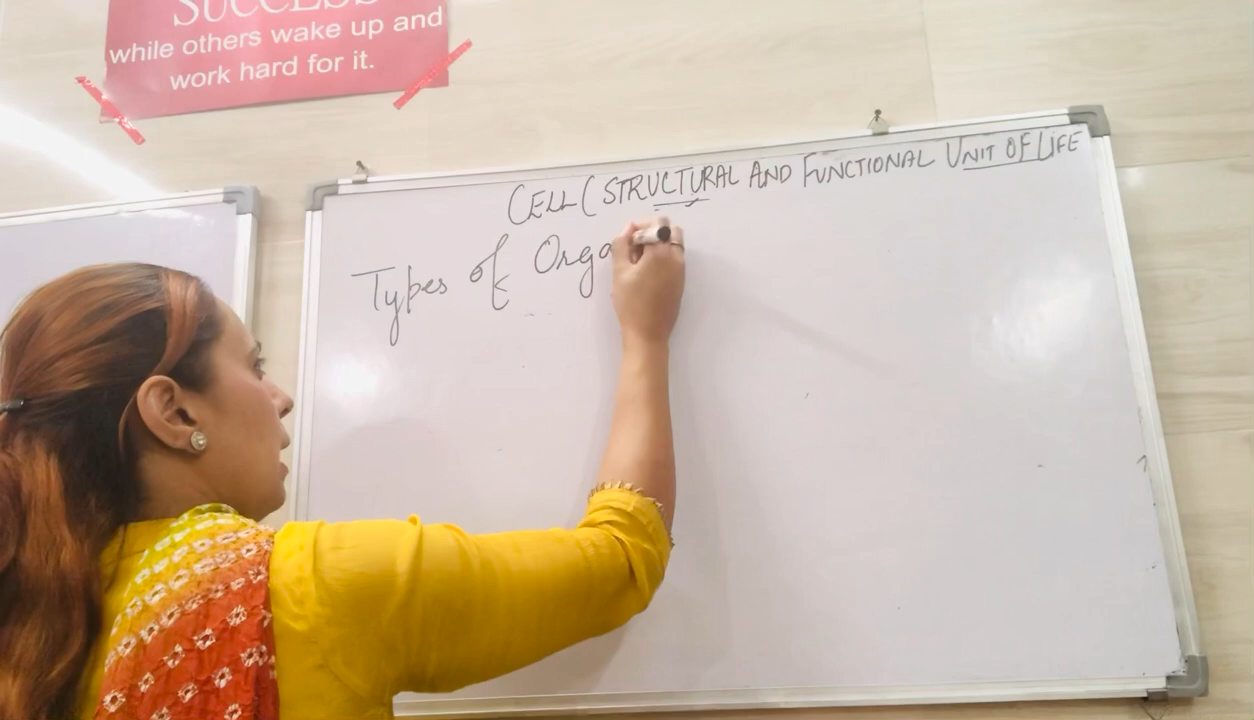 SUCCESS
while others wake up and
work hard for it.
CELL (STRUCTURAL AND FUNCTIONAL UNIT OF LIFE
Types of Orga